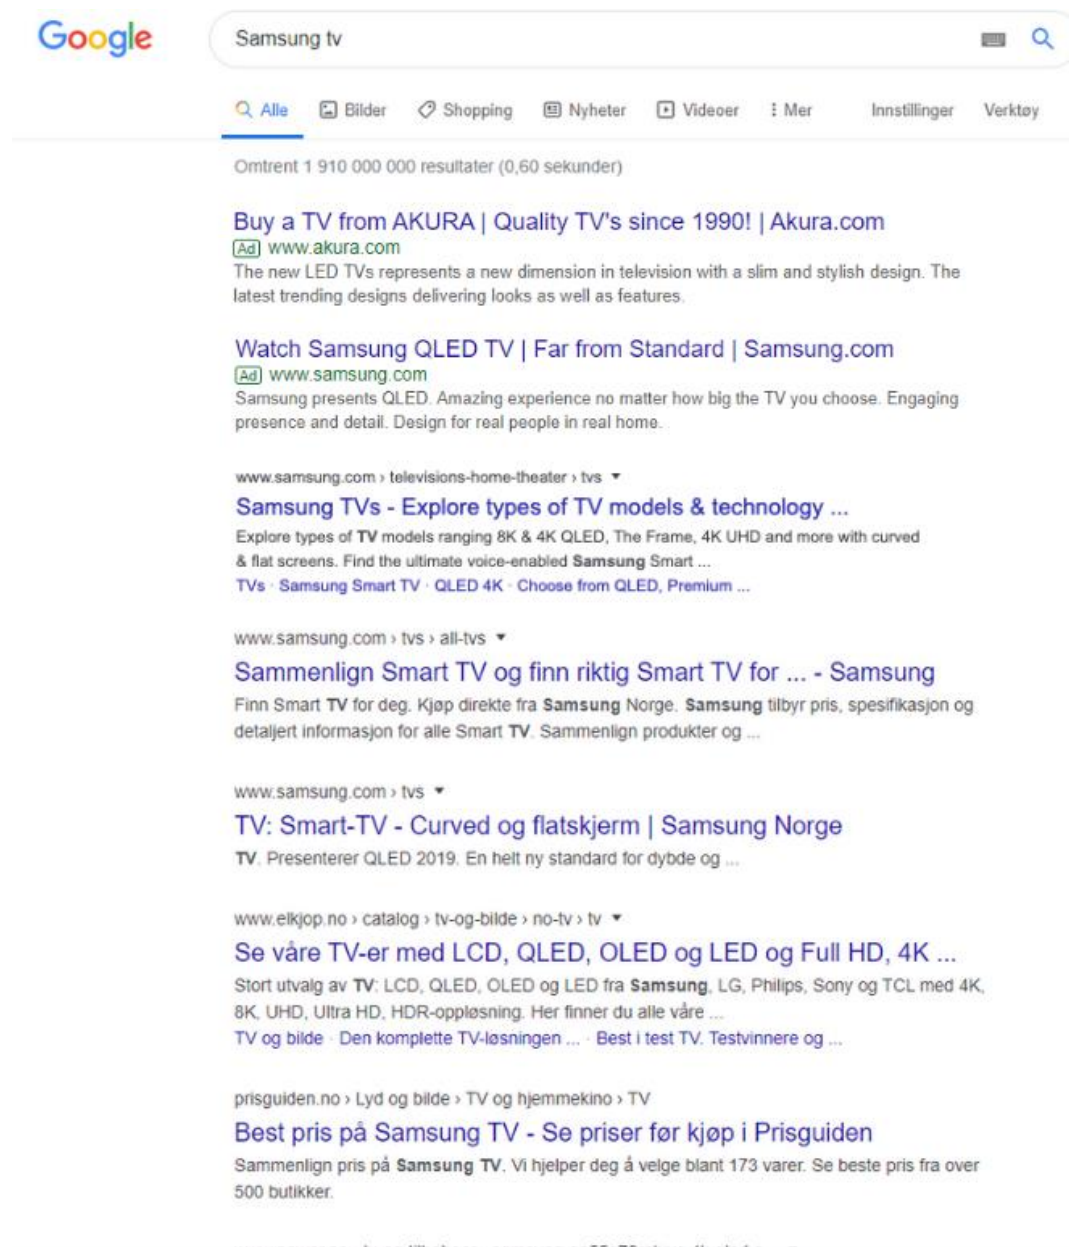 Google
Samsung tv
Alle Bilder Shopping Nyheter Videoer Mer Innstillinger Verktøy
Omtrent 1 910 000 000 resultater (0,60 sekunder)
Buy a TV from AKURA | Quality TV's since 1990! | Akura.com
Ad www.akura.com
The new LED TVs represents a new dimension in television with a slim and stylish design. The
latest trending designs delivering looks as well as features.
Watch Samsung QLED TV | Far from Standard | Samsung.com
Ad www.samsung.com
Samsung presents QLED. Amazing experience no matter how big the TV you choose. Engaging
presence and detail. Design for real people in real home.
www.samsung.com › televisions-home-theater › tvs
Samsung TVs - Explore types of TV models & technology ...
Explore types of TV models ranging 8K & 4K QLED, The Frame, 4K UHD and more with curved
& flat screens. Find the ultimate voice-enabled Samsung Smart ...
TVs · Samsung Smart TV · QLED 4K · Choose from QLED, Premium ...
www.samsung.com › tvs › all-tvs
Sammenlign Smart TV og finn riktig Smart TV for ... - Samsung
Finn Smart TV for deg. Kjøp direkte fra Samsung Norge. Samsung tilbyr pris, spesifikasjon og
detaljert informasjon for alle Smart TV. Sammenlign produkter og ...
www.samsung.com › tvs
TV: Smart-TV - Curved og flatskjerm | Samsung Norge
TV. Presenterer QLED 2019. En helt ny standard for dybde og ...
www.elkjop.no › catalog › tv-og-bilde › no-tv › tv
Se våre TV-er med LCD, QLED, OLED og LED og Full HD, 4K ...
Stort utvalg av TV: LCD, QLED, OLED og LED fra Samsung, LG, Philips, Sony og TCL med 4K,
8K, UHD, Ultra HD, HDR-oppløsning. Her finner du alle våre ...
TV og bilde · Den komplette TV-løsningen ... · Best i test TV. Testvinnere og ...
prisguiden.no › Lyd og bilde › TV og hjemmekino › TV
Best pris på Samsung TV - Se priser før kjøp i Prisguiden
Sammenlign pris på Samsung TV. Vi hjelper deg å velge blant 173 varer. Se beste pris fra over
500 butikker.